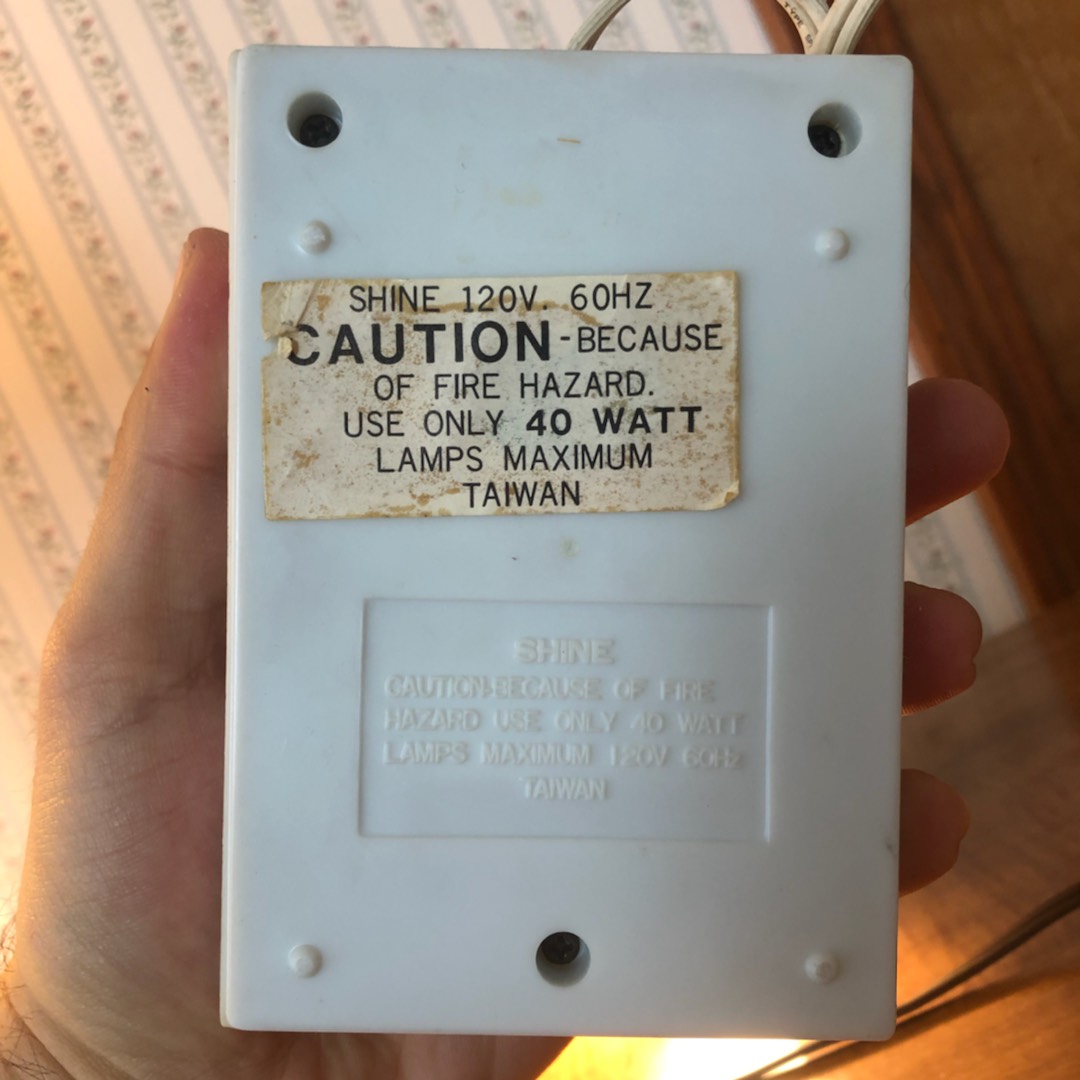 TYPE S
SHINE 120V. 60HZ
CAUTION-BECAUSE
OF FIRE HAZARD.
USE ONLY 40 WATT
LAMPS MAXIMUM
TAIWAN
SHINE
CAUTION-BECAUSE OF FIRE
HAZARD USE ONLY 40 WATT
LAMPS MAXIMUM 120V 60Hz
TAIWAN